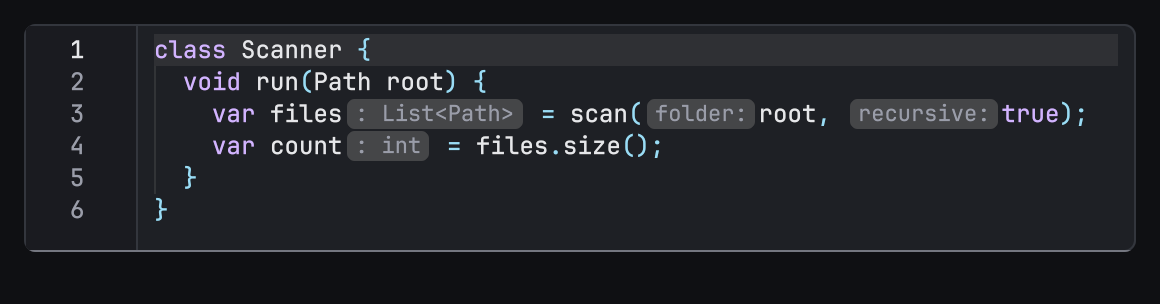 1 class Scanner {
2 void run(Path root) {
3 var files : List<Path> = scan( folder: root, recursive: true);
4 var count : int = files.size();
5 }
6 }